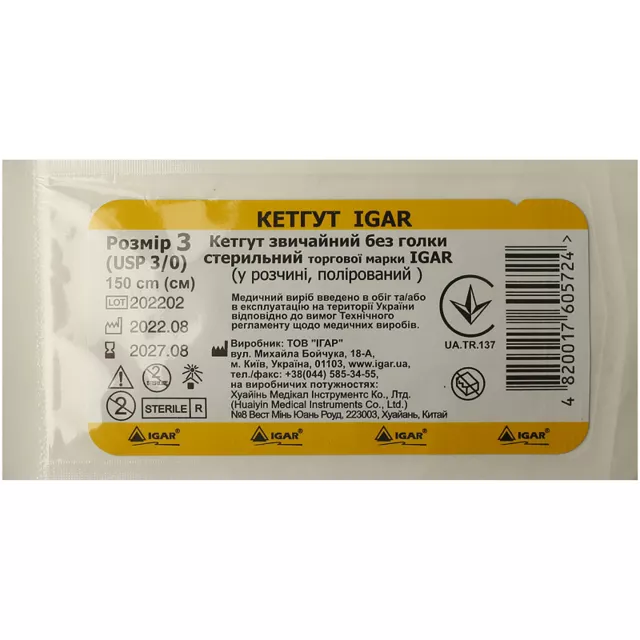 КЕТГУТ IGAR
Розмір 3
(USP 3/0)
150 cm (см)
LOT 202202
2022.08
2027.08
2
STERILE R
Кетгут звичайний без голки
стерильний торгової марки IGAR
(у розчині, полірований )
Медичний виріб введено в обіг та/або
в експлуатацію на території України
відповідно до вимог Технічного
регламенту щодо медичних виробів.
Виробник: ТОВ "ІГАР"
вул. Михайла Бойчука, 18-А,
м. Київ, Україна, 01103, www.igar.ua,
тел./факс: +38(044) 585-34-55,
на виробничих потужностях:
Хуаїнь Медікал Інструментс Ко., Лтд.
(Huaiyin Medical Instruments Co., Ltd.)
№8 Вест Мінь Юань Роуд, 223003, Хуайань, Китай
UA.TR.137
4 820017 605724 >
IGAR®
IGAR®
IGAR®
IGAR®